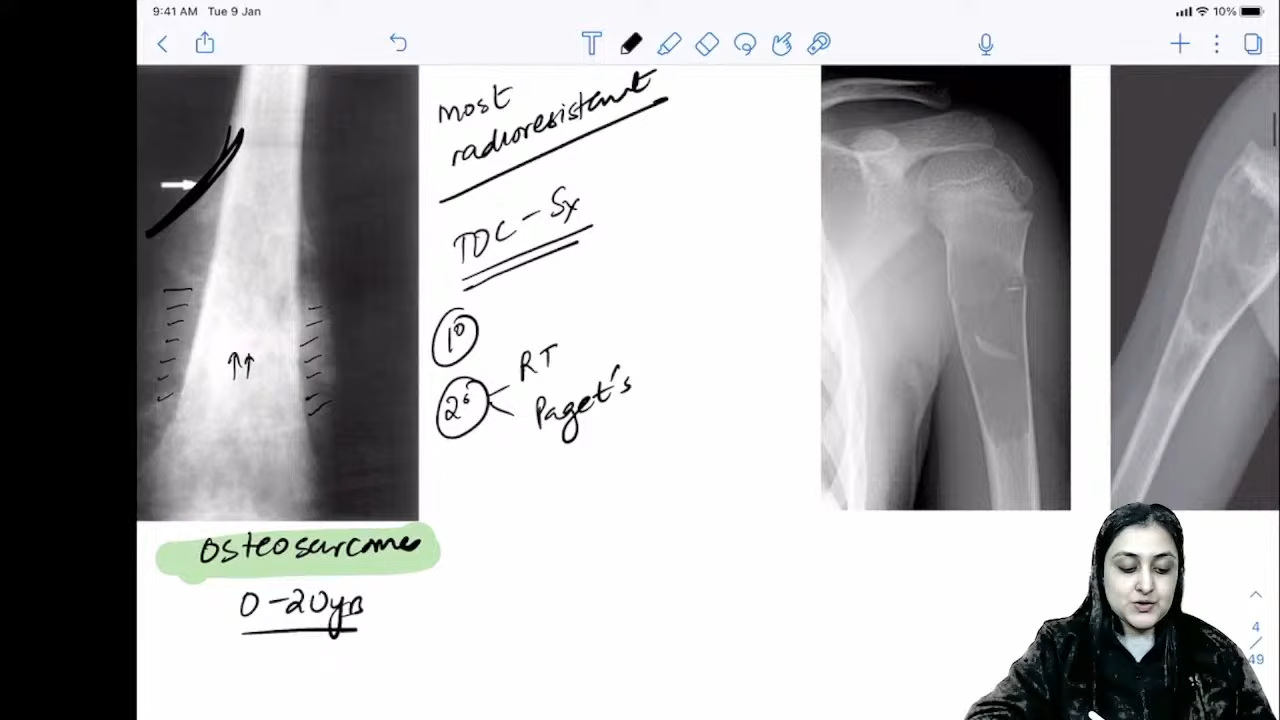 9:41 AM Tue 9 Jan
10%
most
radioresistant
TOC - Sx
1°
2°
RT
Paget's
Osteosarcoma
0-20yrs
4
49